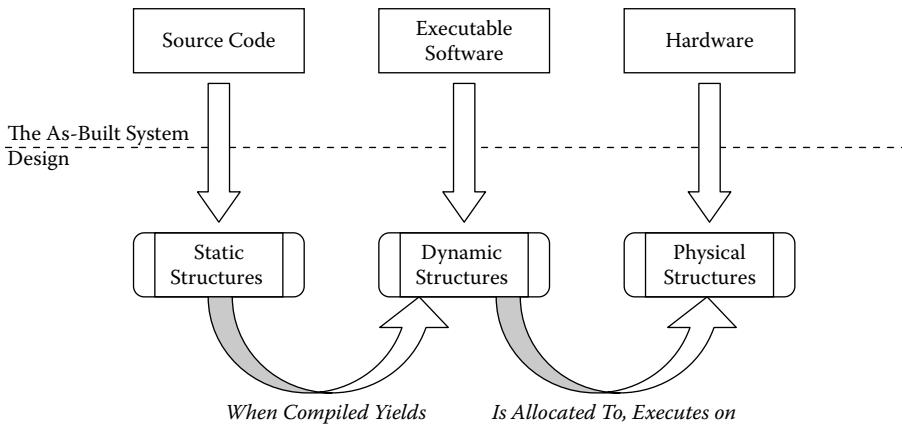 Source Code
Executable
Software
Hardware
The As-Built System
Design
Static
Structures
Dynamic
Structures
Physical
Structures
When Compiled Yields
Is Allocated To, Executes on